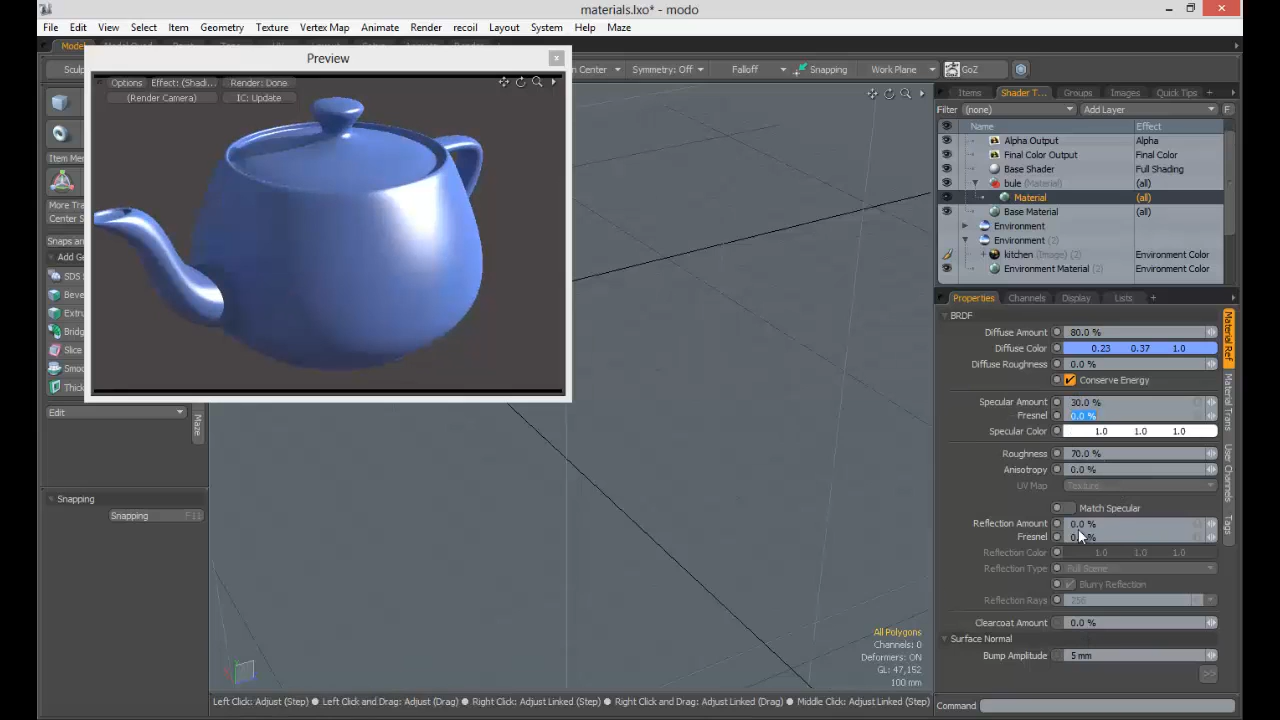 materials.lxo* - modo
File Edit View Select Item Geometry Texture Vertex Map Animate Render recoil Layout System Help Maze
Model
Sculp
Center Symmetry: Off Falloff Snapping Work Plane GoZ
Preview
Options Effect: (Shadi... Render: Done
(Render Camera) IC: Update
Item Mer
More Tra
Center S
Snaps an
Add Ge
SDS S
Beve
Extru
Bridg
Slice
Smoo
Thick
Edit
Maze
Snapping
Snapping F11
All Polygons
Channels: 0
Deformers: ON
GL: 47,152
100 mm
Left Click: Adjust (Step) ● Left Click and Drag: Adjust (Drag) ● Right Click: Adjust Linked (Step) ● Right Click and Drag: Adjust Linked (Drag) ● Middle Click: Adjust (Step)
Items Shader T... Groups Images Quick Tips +
Filter (none) Add Layer F
Name Effect
Alpha Output Alpha
Final Color Output Final Color
Base Shader Full Shading
bule (Material) (all)
Material (all)
Base Material (all)
Environment
Environment (2)
kitchen (Image) (2) Environment Color
Environment Material (2) Environment Color
Properties Channels Display Lists +
BRDF
Diffuse Amount 80.0 %
Diffuse Color 0.23 0.37 1.0
Diffuse Roughness 0.0 %
Conserve Energy
Specular Amount 30.0 %
Fresnel 0.0 %
Specular Color 1.0 1.0 1.0
Roughness 70.0 %
Anisotropy 0.0 %
UV Map Texture
Match Specular
Reflection Amount 0.0 %
Fresnel
Reflection Color 1.0 1.0 1.0
Reflection Type Full Scene
Blurry Reflection
Reflection Rays 256
Clearcoat Amount 0.0 %
Surface Normal
Bump Amplitude 5 mm
>>
Command
Material Ref
Material Trans
User Channels
Tags